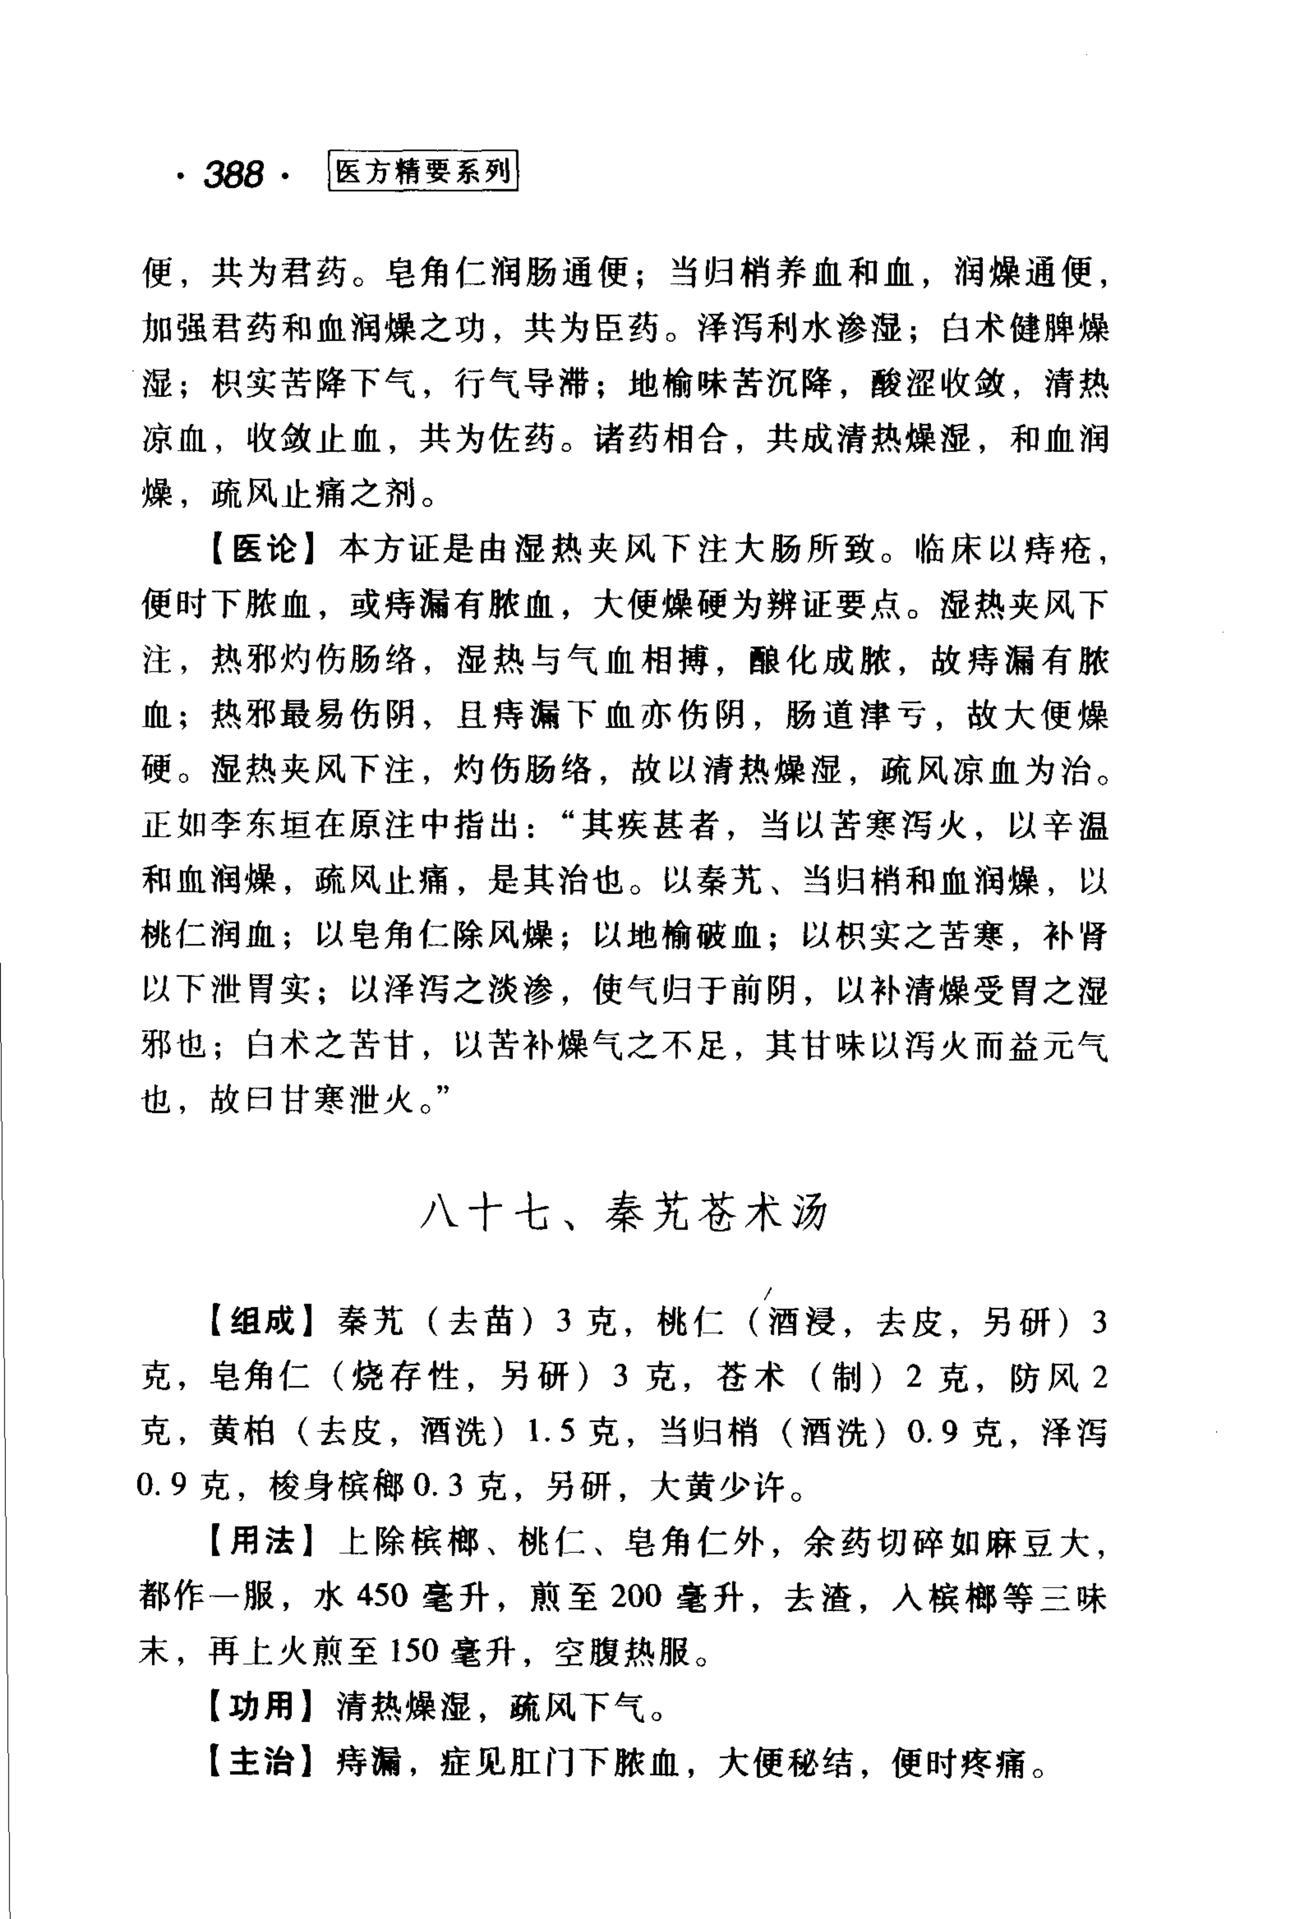 ·388· 医方精要系列
便，共为君药。皂角仁润肠通便；当归梢养血和血，润燥通便，
加强君药和血润燥之功，共为臣药。泽泻利水渗湿；白术健脾燥
湿；枳实苦降下气，行气导滞；地榆味苦沉降，酸涩收敛，清热
凉血，收敛止血，共为佐药。诸药相合，共成清热燥湿，和血润
燥，疏风止痛之剂。
【医论】本方证是由湿热夹风下注大肠所致。临床以痔疮，
便时下脓血，或痔漏有脓血，大便燥硬为辨证要点。湿热夹风下
注，热邪灼伤肠络，湿热与气血相搏，酿化成脓，故痔漏有脓
血；热邪最易伤阴，且痔漏下血亦伤阴，肠道津亏，故大便燥
硬。湿热夹风下注，灼伤肠络，故以清热燥湿，疏风凉血为治。
正如李东垣在原注中指出：“其疾甚者，当以苦寒泻火，以辛温
和血润燥，疏风止痛，是其治也。以秦艽、当归梢和血润燥，以
桃仁润血；以皂角仁除风燥；以地榆破血；以枳实之苦寒，补肾
以下泄胃实；以泽泻之淡渗，使气归于前阴，以补清燥受胃之湿
邪也；白术之苦甘，以苦补燥气之不足，其甘味以泻火而益元气
也，故曰甘寒泄火。”
八十七、秦艽苍术汤
【组成】秦艽（去苗）3 克，桃仁（酒浸，去皮，另研）3
克，皂角仁（烧存性，另研）3 克，苍术（制）2 克，防风 2
克，黄柏（去皮，酒洗）1.5 克，当归梢（酒洗）0.9 克，泽泻
0.9 克，梭身槟榔 0.3 克，另研，大黄少许。
【用法】上除槟榔、桃仁、皂角仁外，余药切碎如麻豆大，
都作一服，水 450 毫升，煎至 200 毫升，去渣，入槟榔等三味
末，再上火煎至 150 毫升，空腹热服。
【功用】清热燥湿，疏风下气。
【主治】痔漏，症见肛门下脓血，大便秘结，便时疼痛。